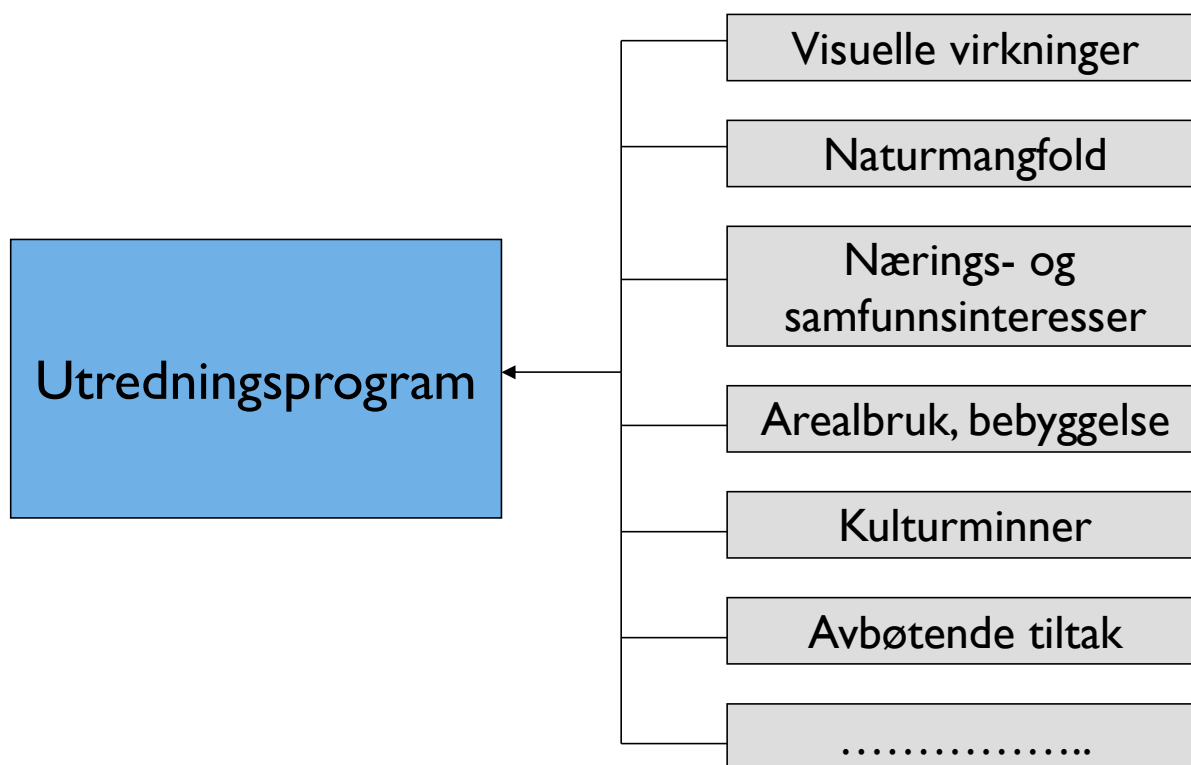 Visuelle virkninger
Naturmangfold
Nærings- og
samfunnsinteresser
Utredningsprogram
Arealbruk, bebyggelse
Kulturminner
Avbøtende tiltak
……………..